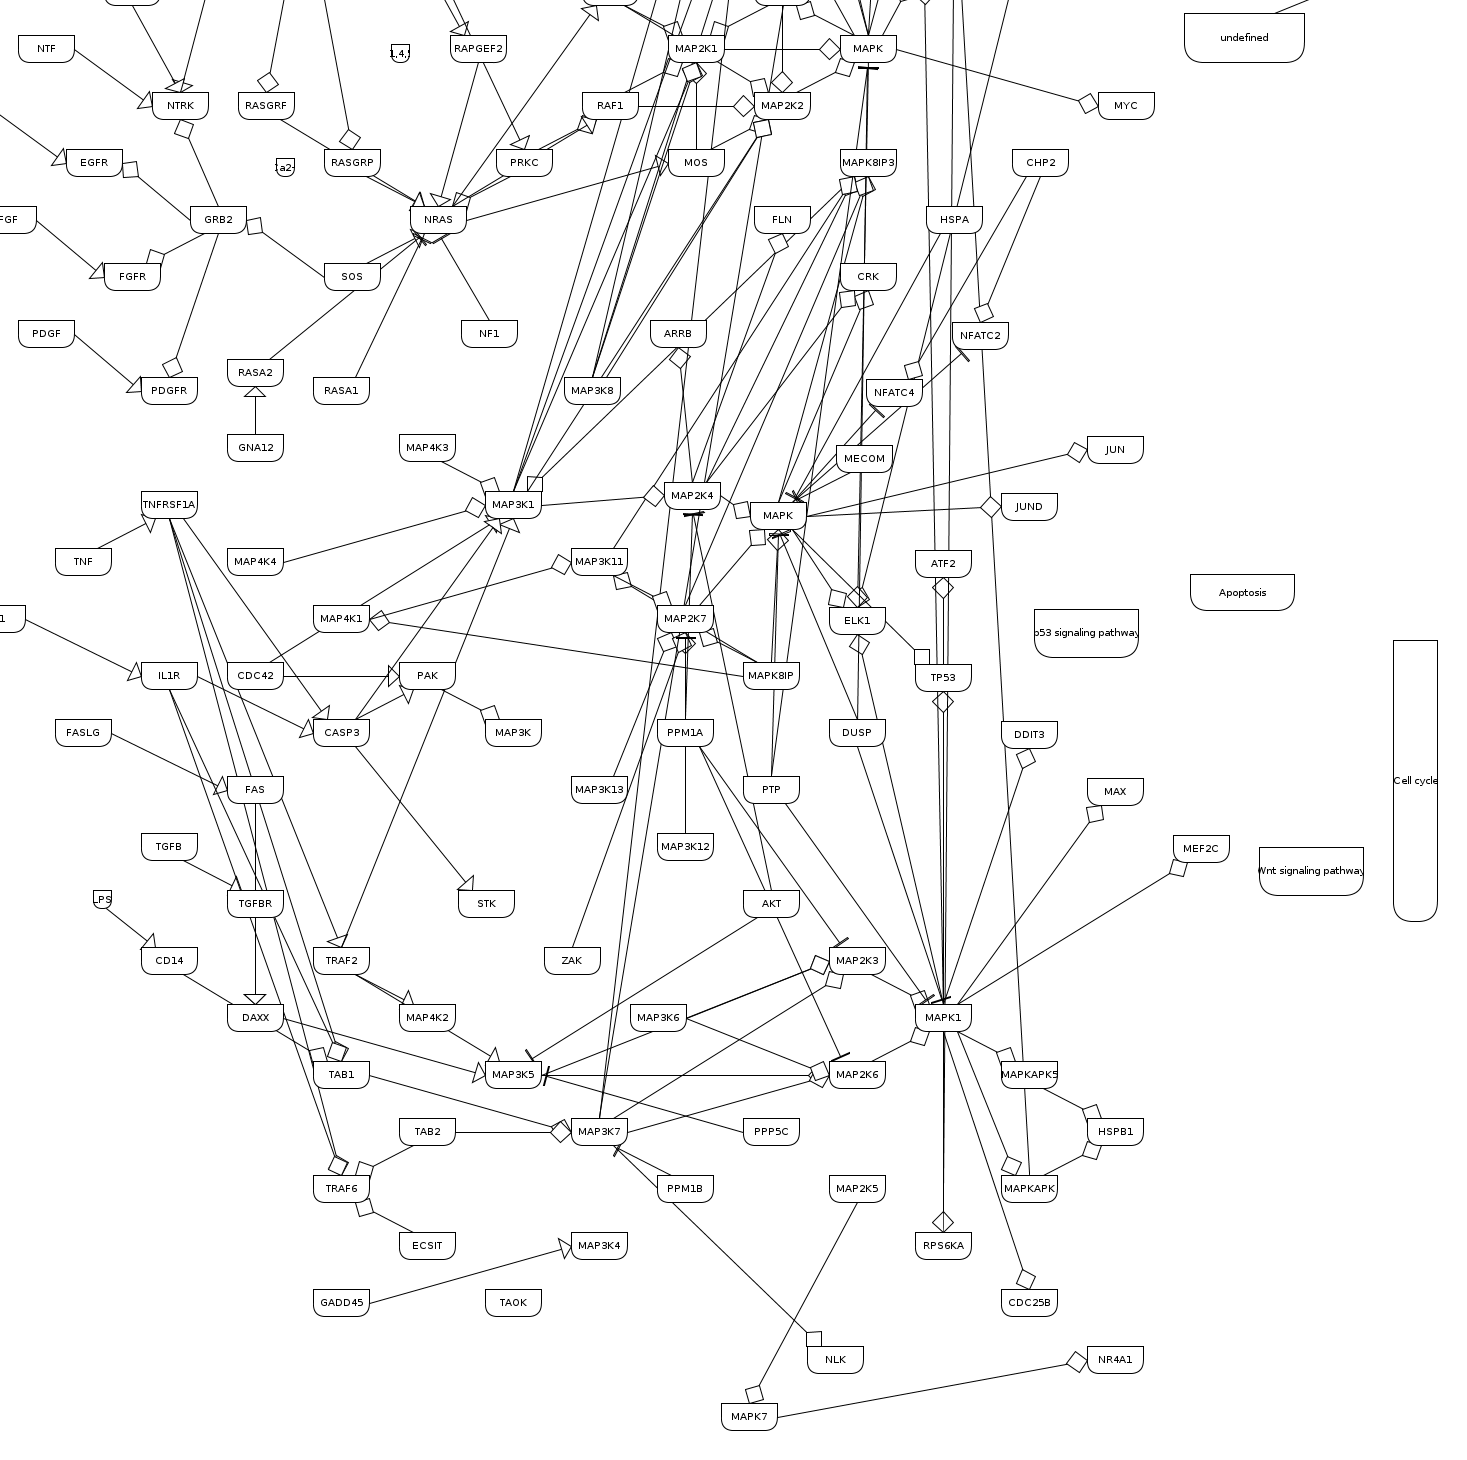 undefined
NTF
1,4,
RAPGEF2
MAP2K1
MAPK
NTRK
RASGRF
RAF1
MAP2K2
MYC
EGFR
RASGRP
PRKC
MOS
MAPK8IP3
CHP2
GRB2
NRAS
FLN
HSPA
FGFR
SOS
CRK
PDGF
NF1
ARRB
NFATC2
RASA2
PDGFR
RASA1
MAP3K8
NFATC4
GNA12
MAP4K3
MECOM
JUN
TNFRSF1A
MAP3K1
MAP2K4
MAPK
JUND
TNF
MAP4K4
MAP3K11
ATF2
Apoptosis
MAP4K1
MAP2K7
ELK1
p53 signaling pathway
IL1R
CDC42
PAK
MAPK8IP
TP53
FASLG
CASP3
MAP3K
PPM1A
DUSP
DDIT3
Cell cycle
FAS
MAP3K13
PTP
MAX
TGFB
MAP3K12
MEF2C
Wnt signaling pathway
LPS
TGFBR
STK
AKT
CD14
TRAF2
ZAK
MAP2K3
DAXX
MAP4K2
MAP3K6
MAPK1
TAB1
MAP3K5
MAP2K6
MAPKAPK5
TAB2
MAP3K7
PPP5C
HSPB1
TRAF6
PPM1B
MAP2K5
MAPKAPK
ECSIT
MAP3K4
RPS6KA
GADD45
TAOK
CDC25B
NLK
NR4A1
MAPK7